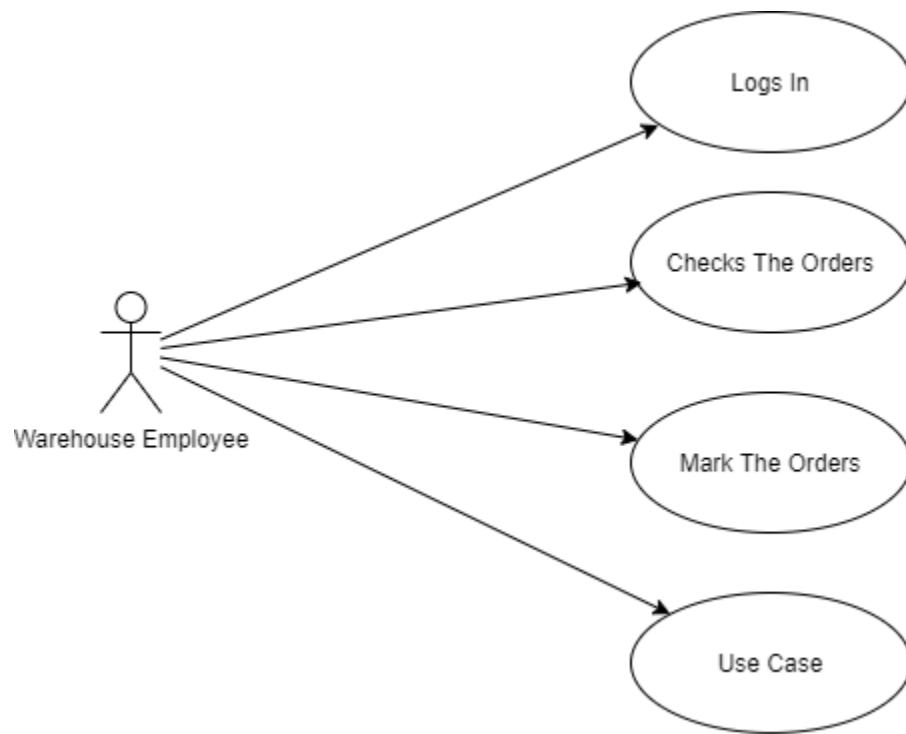 Logs In
Checks The Orders
Warehouse Employee
Mark The Orders
Use Case